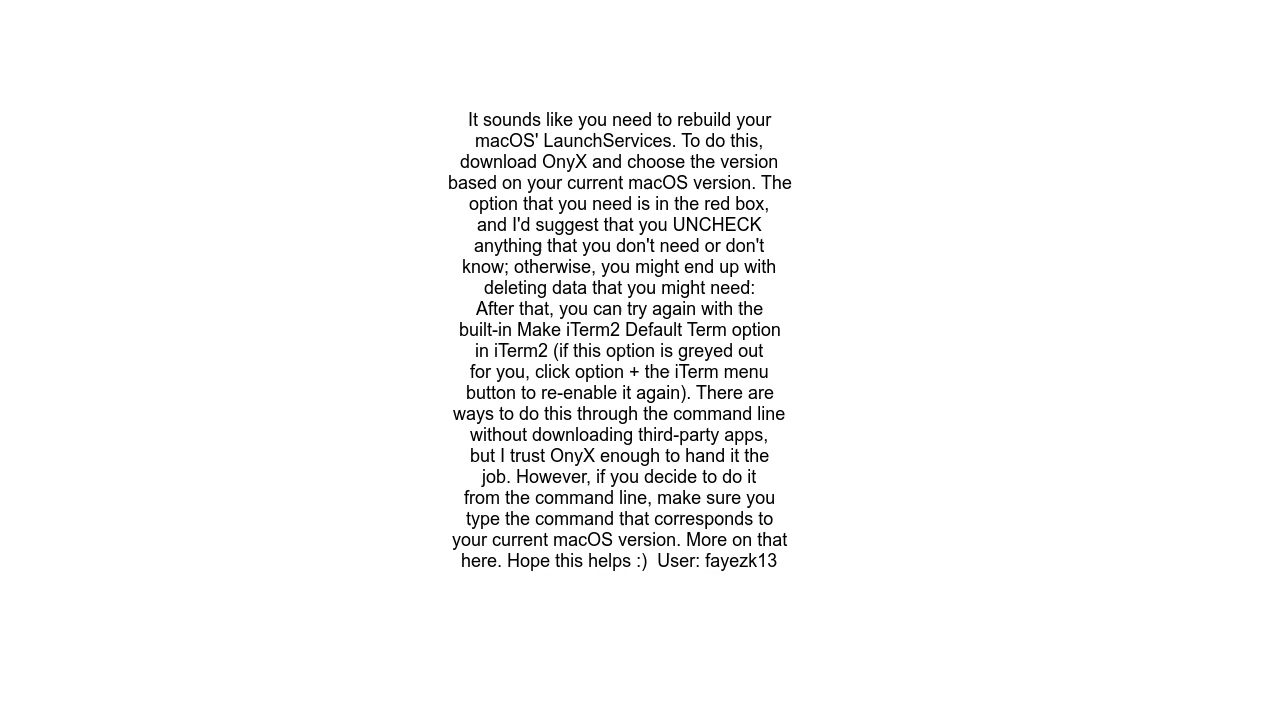 It sounds like you need to rebuild your
macOS' LaunchServices. To do this,
download OnyX and choose the version
based on your current macOS version. The
option that you need is in the red box,
and I'd suggest that you UNCHECK
anything that you don't need or don't
know; otherwise, you might end up with
deleting data that you might need:
After that, you can try again with the
built-in Make iTerm2 Default Term option
in iTerm2 (if this option is greyed out
for you, click option + the iTerm menu
button to re-enable it again). There are
ways to do this through the command line
without downloading third-party apps,
but I trust OnyX enough to hand it the
job. However, if you decide to do it
from the command line, make sure you
type the command that corresponds to
your current macOS version. More on that
here. Hope this helps :)  User: fayezk13